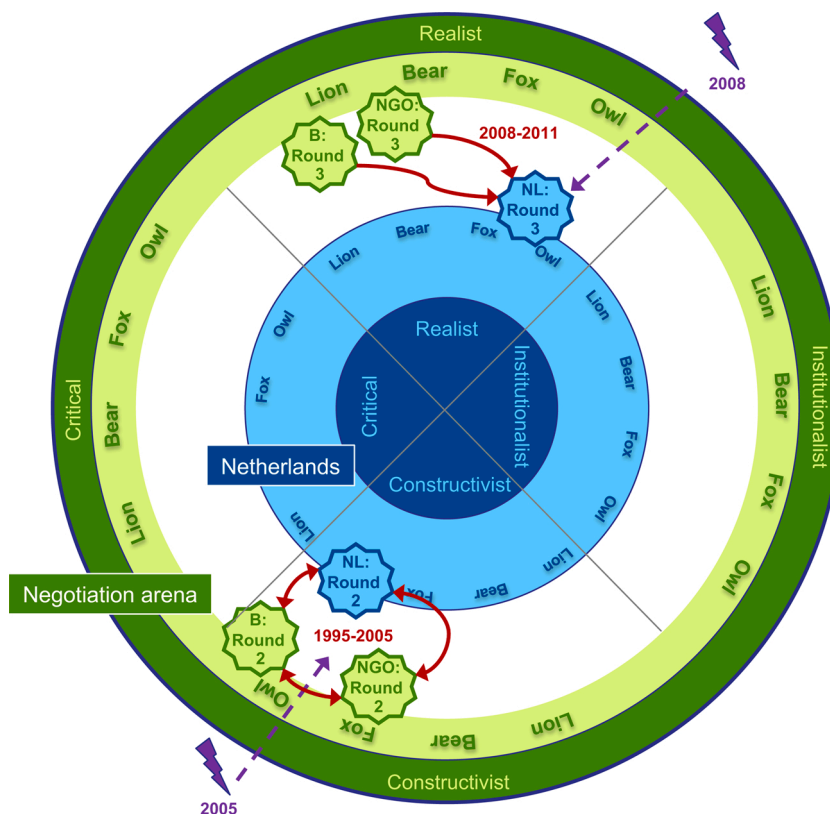 Realist
2008
Lion
Bear
Fox
Owl
NGO:
Round
3
B:
Round
3
2008-2011
NL:
Round
3
Lion
Bear
Fox
Owl
Owl
Fox
Bear
Lion
Critical
Owl
Fox
Realist
Critical
Institutionalist
Constructivist
Lion
Bear
Fox
Owl
Lion
Bear
Fox
Owl
Institutionalist
Netherlands
Lion
NL:
Round
2
Fox
Bear
Lion
Negotiation arena
B:
Round
2
1995-2005
NGO:
Round
2
Owl
Fox
Bear
Lion
Constructivist
2005